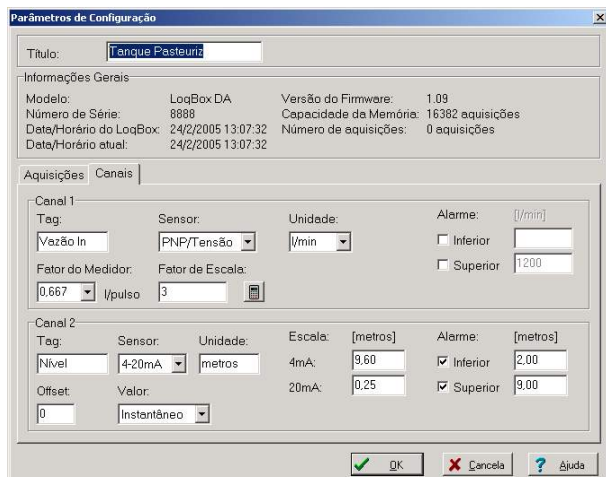 Parâmetros de Configuração
Título: Tanque Pasteuriz
Informações Gerais
Modelo: LogBox DA Versão do Firmware: 1.09
Número de Série: 8888 Capacidade da Memória: 16382 aquisições
Data/Horário do LogBox: 24/2/2005 13:07:32 Número de aquisições: 0 aquisições
Data/Horário atual: 24/2/2005 13:07:32
Aquisições Canais
Canal 1
Tag: Sensor: Unidade: Alarme: [l/min]
Vazão In PNP/Tensão l/min Inferior
Fator do Medidor: Fator de Escala: Superior 1200
0,667 l/pulso 3
Canal 2
Tag: Sensor: Unidade: Escala: [metros] Alarme: [metros]
Nível 4-20mA metros 4mA: 9,60 Inferior 2,00
Offset: Valor: 20mA: 0,25 Superior 9,00
0 Instantâneo
OK Cancela Ajuda